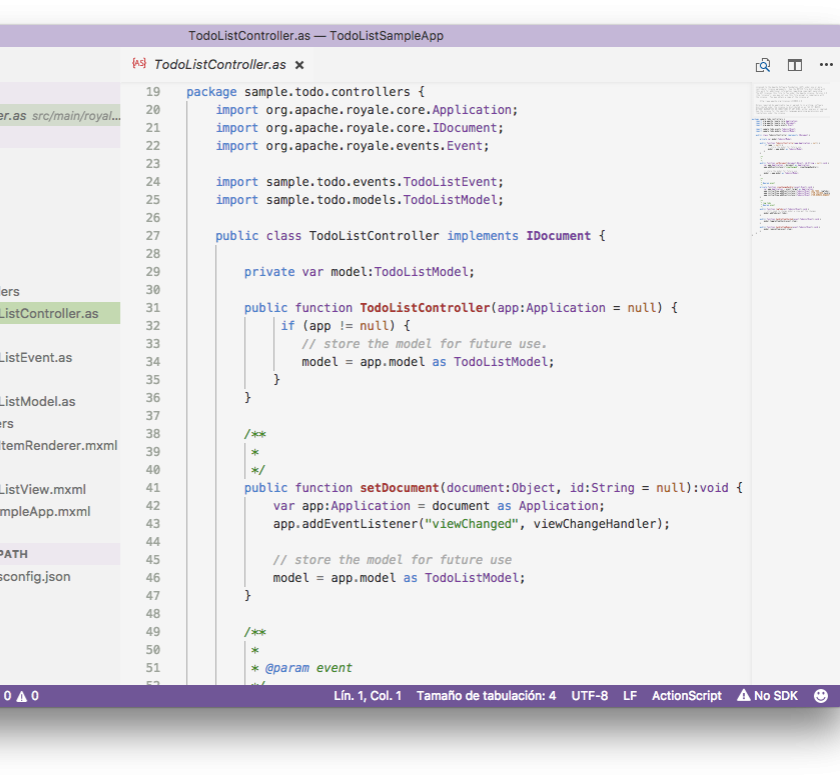 TodoListController.as — TodoListSampleApp
{AS} TodoListController.as ×
er.as src/main/royal...
ers
ListController.as
ListEvent.as
ListModel.as
rs
ItemRenderer.mxml
ListView.mxml
mpleApp.mxml
PATH
sconfig.json
19 package sample.todo.controllers {
20 import org.apache.royale.core.Application;
21 import org.apache.royale.core.IDocument;
22 import org.apache.royale.events.Event;
23
24 import sample.todo.events.TodoListEvent;
25 import sample.todo.models.TodoListModel;
26
27 public class TodoListController implements IDocument {
28
29 private var model:TodoListModel;
30
31 public function TodoListController(app:Application = null) {
32 if (app != null) {
33 // store the model for future use.
34 model = app.model as TodoListModel;
35 }
36 }
37
38 /**
39 *
40 */
41 public function setDocument(document:Object, id:String = null):void {
42 var app:Application = document as Application;
43 app.addEventListener("viewChanged", viewChangeHandler);
44
45 // store the model for future use
46 model = app.model as TodoListModel;
47 }
48
49 /**
50 *
51 * @param event
52 */
0 0 Lín. 1, Col. 1 Tamaño de tabulación: 4 UTF-8 LF ActionScript No SDK